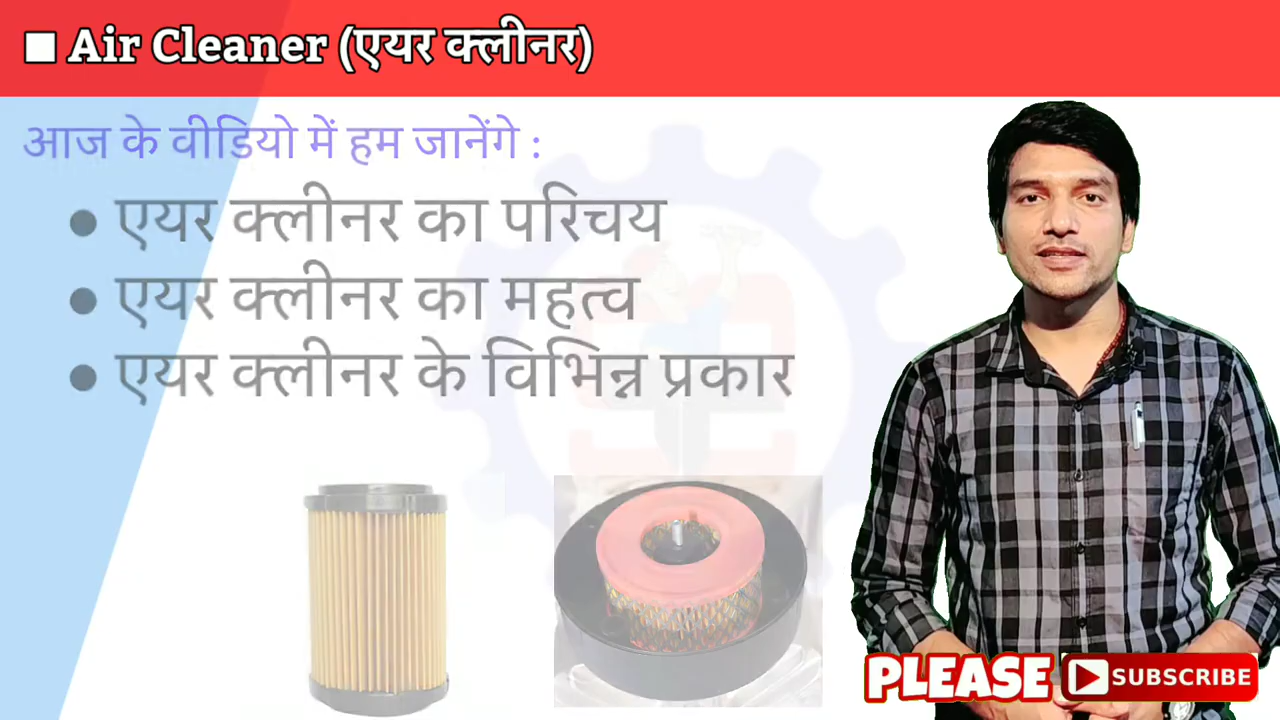 ■ Air Cleaner (एयर क्लीनर)
आज के वीडियो में हम जानेंगे :
• एयर क्लीनर का परिचय
• एयर क्लीनर का महत्व
• एयर क्लीनर के विभिन्न प्रकार
PLEASE SUBSCRIBE